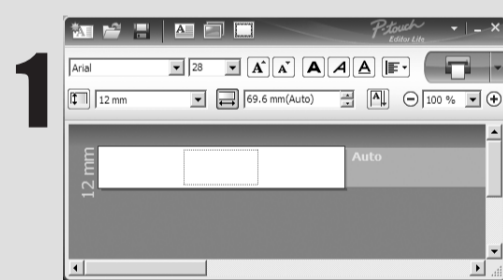 1
P-touch
Editor Lite
Arial
28
A A A A A
12 mm
69.6 mm(Auto)
A
100 %
12 mm
Auto